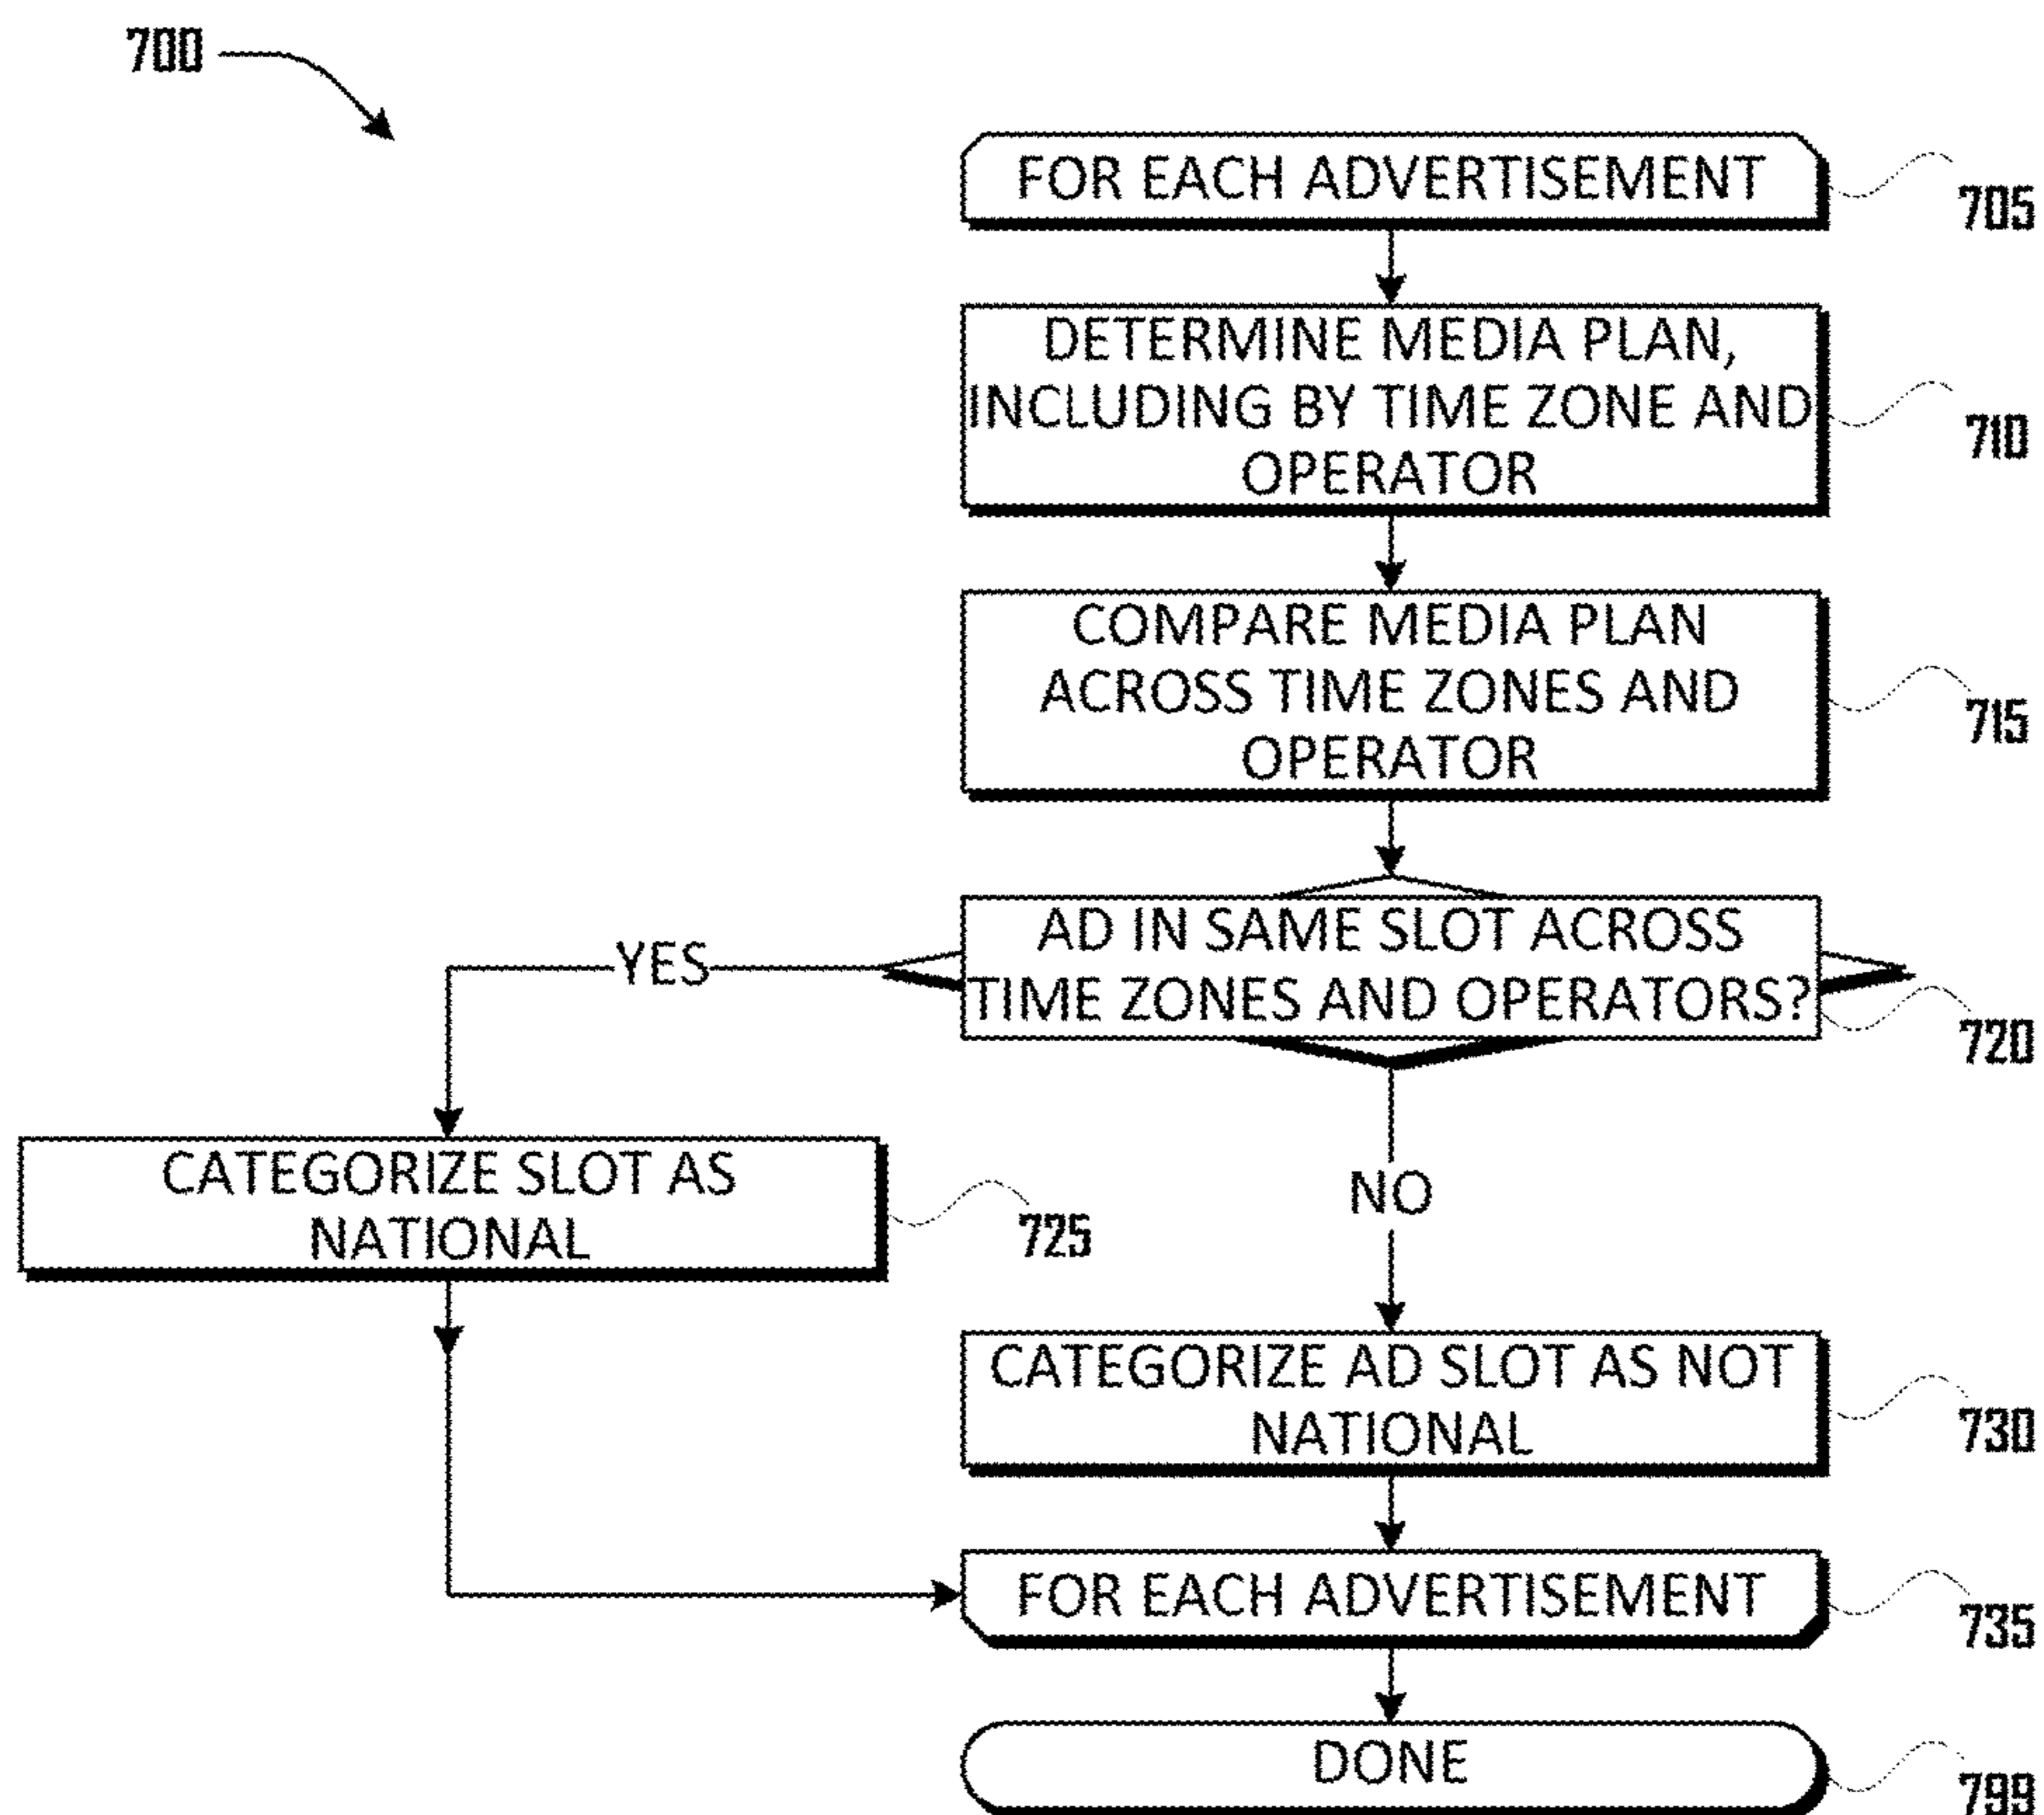 700
FOR EACH ADVERTISEMENT
705
DETERMINE MEDIA PLAN,
INCLUDING BY TIME ZONE AND
OPERATOR
710
COMPARE MEDIA PLAN
ACROSS TIME ZONES AND
OPERATOR
715
AD IN SAME SLOT ACROSS
TIME ZONES AND OPERATORS?
720
YES
NO
CATEGORIZE SLOT AS
NATIONAL
725
CATEGORIZE AD SLOT AS NOT
NATIONAL
730
FOR EACH ADVERTISEMENT
735
DONE
799